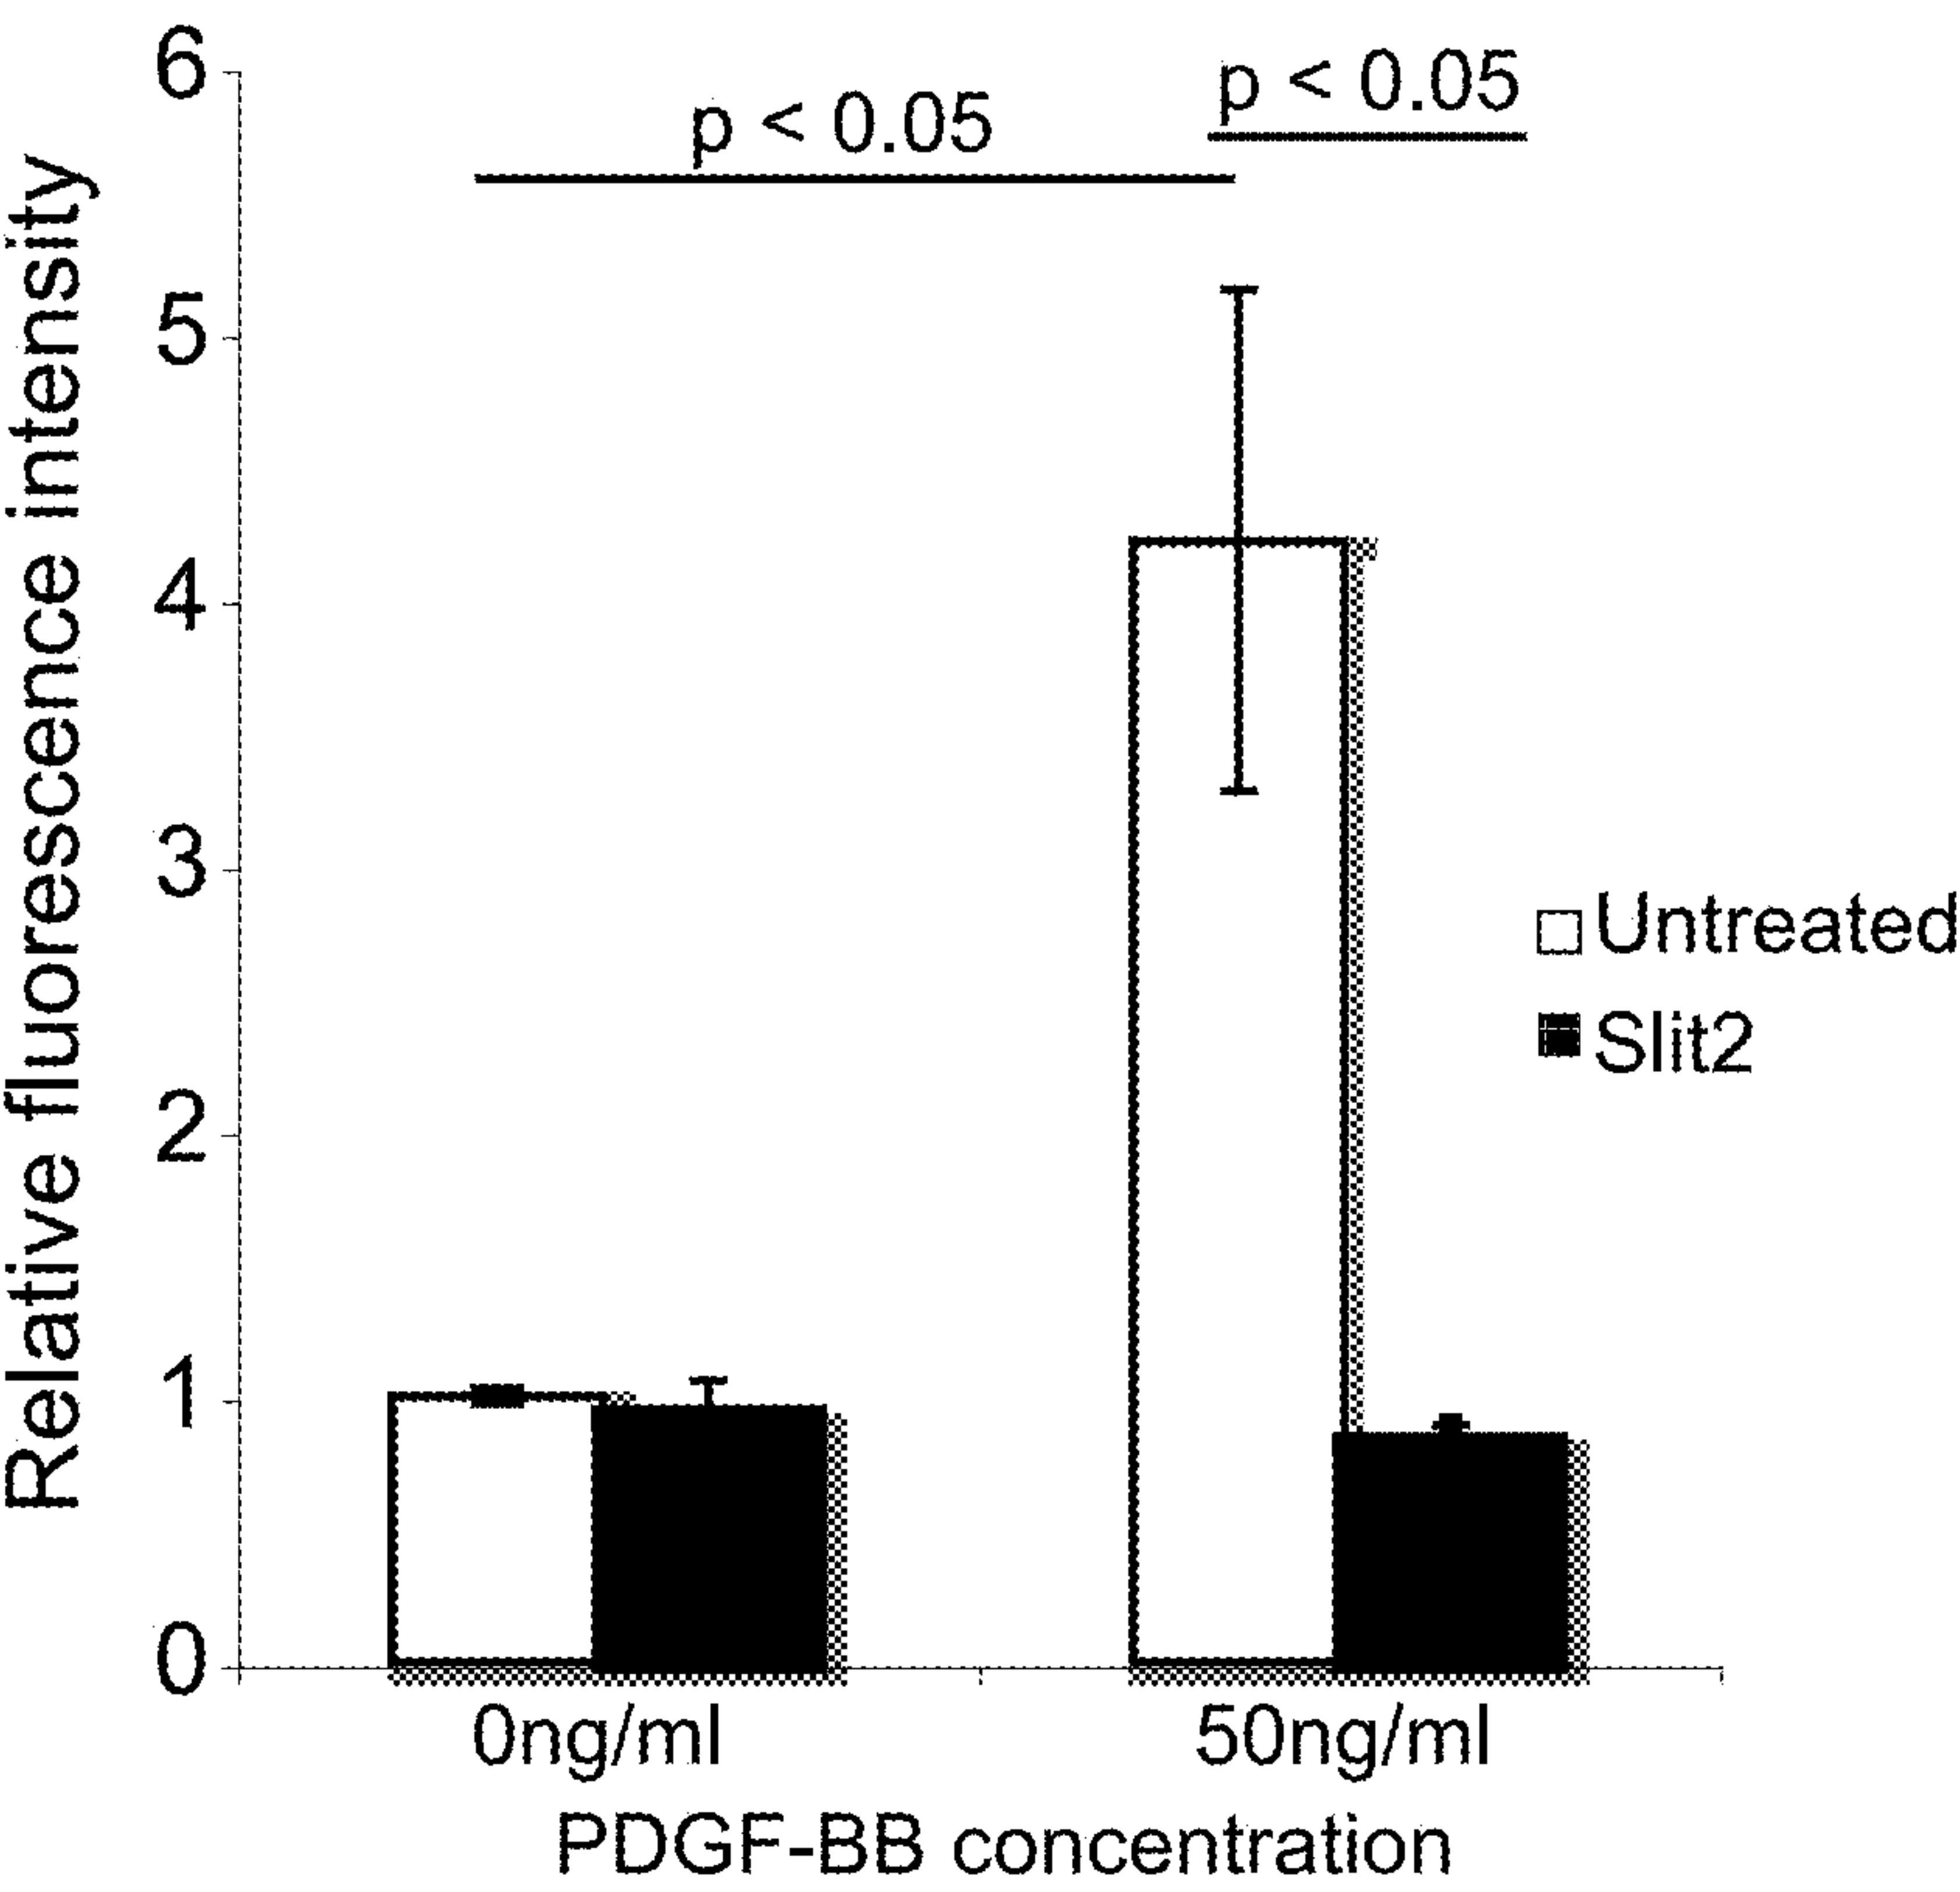 Relative fluorescence intensity
6
5
4
3
2
1
0
p < 0.05
p < 0.05
Untreated
Slit2
0ng/ml
50ng/ml
PDGF-BB concentration